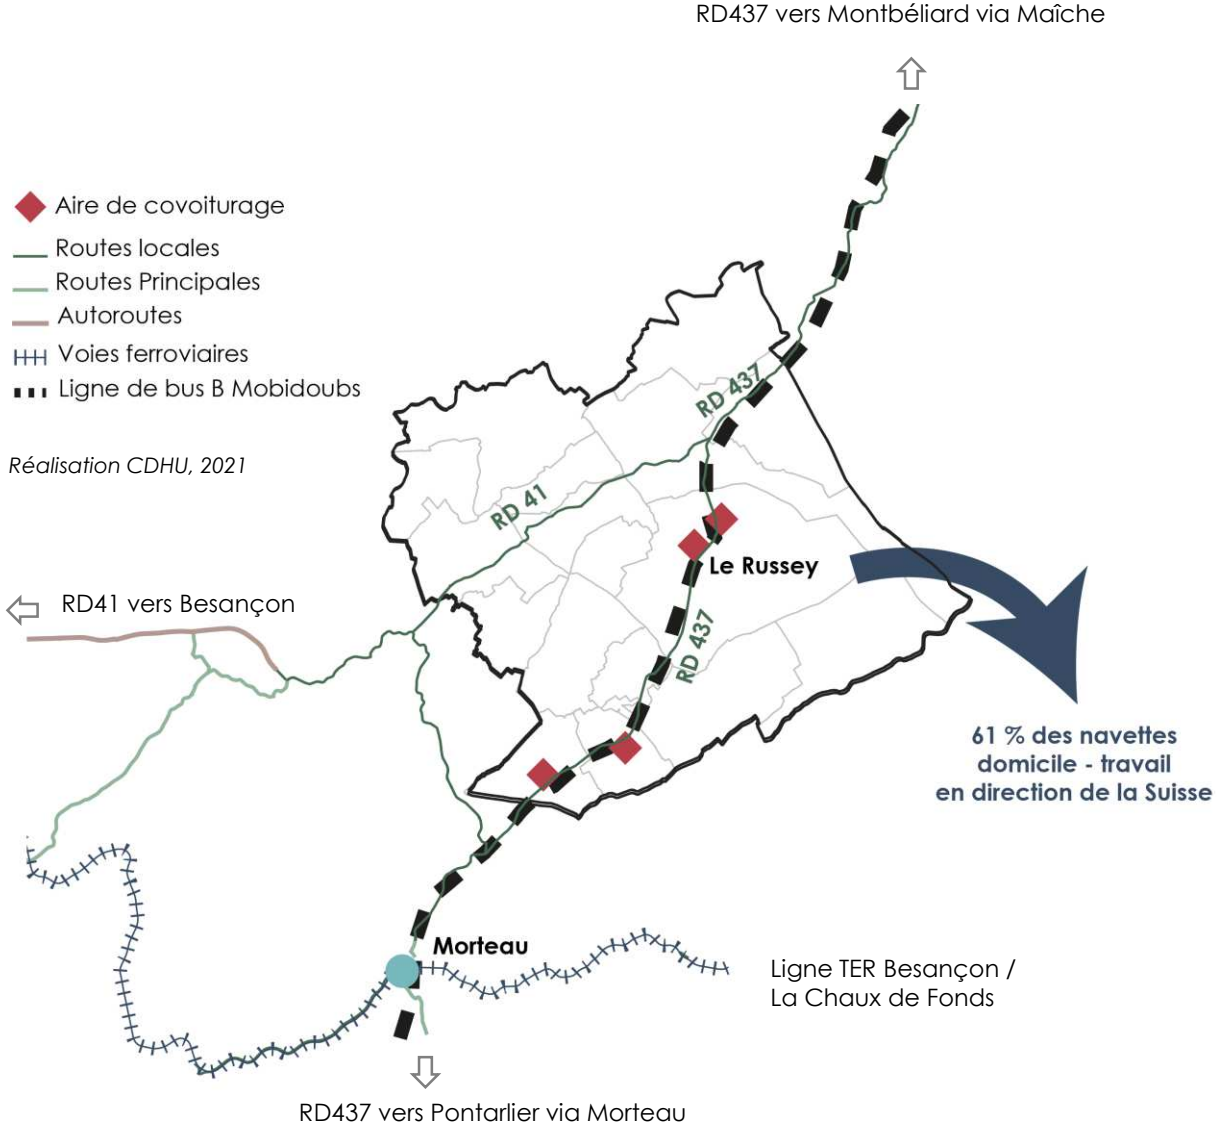 RD437 vers Montbéliard via Maîche
Aire de covoiturage
Routes locales
Routes Principales
Autoroutes
Voies ferroviaires
Ligne de bus B Mobidoubs
Réalisation CDHU, 2021
RD 437
RD 41
Le Russey
RD41 vers Besançon
RD 437
61 % des navettes
domicile - travail
en direction de la Suisse
Morteau
Ligne TER Besançon /
La Chaux de Fonds
RD437 vers Pontarlier via Morteau